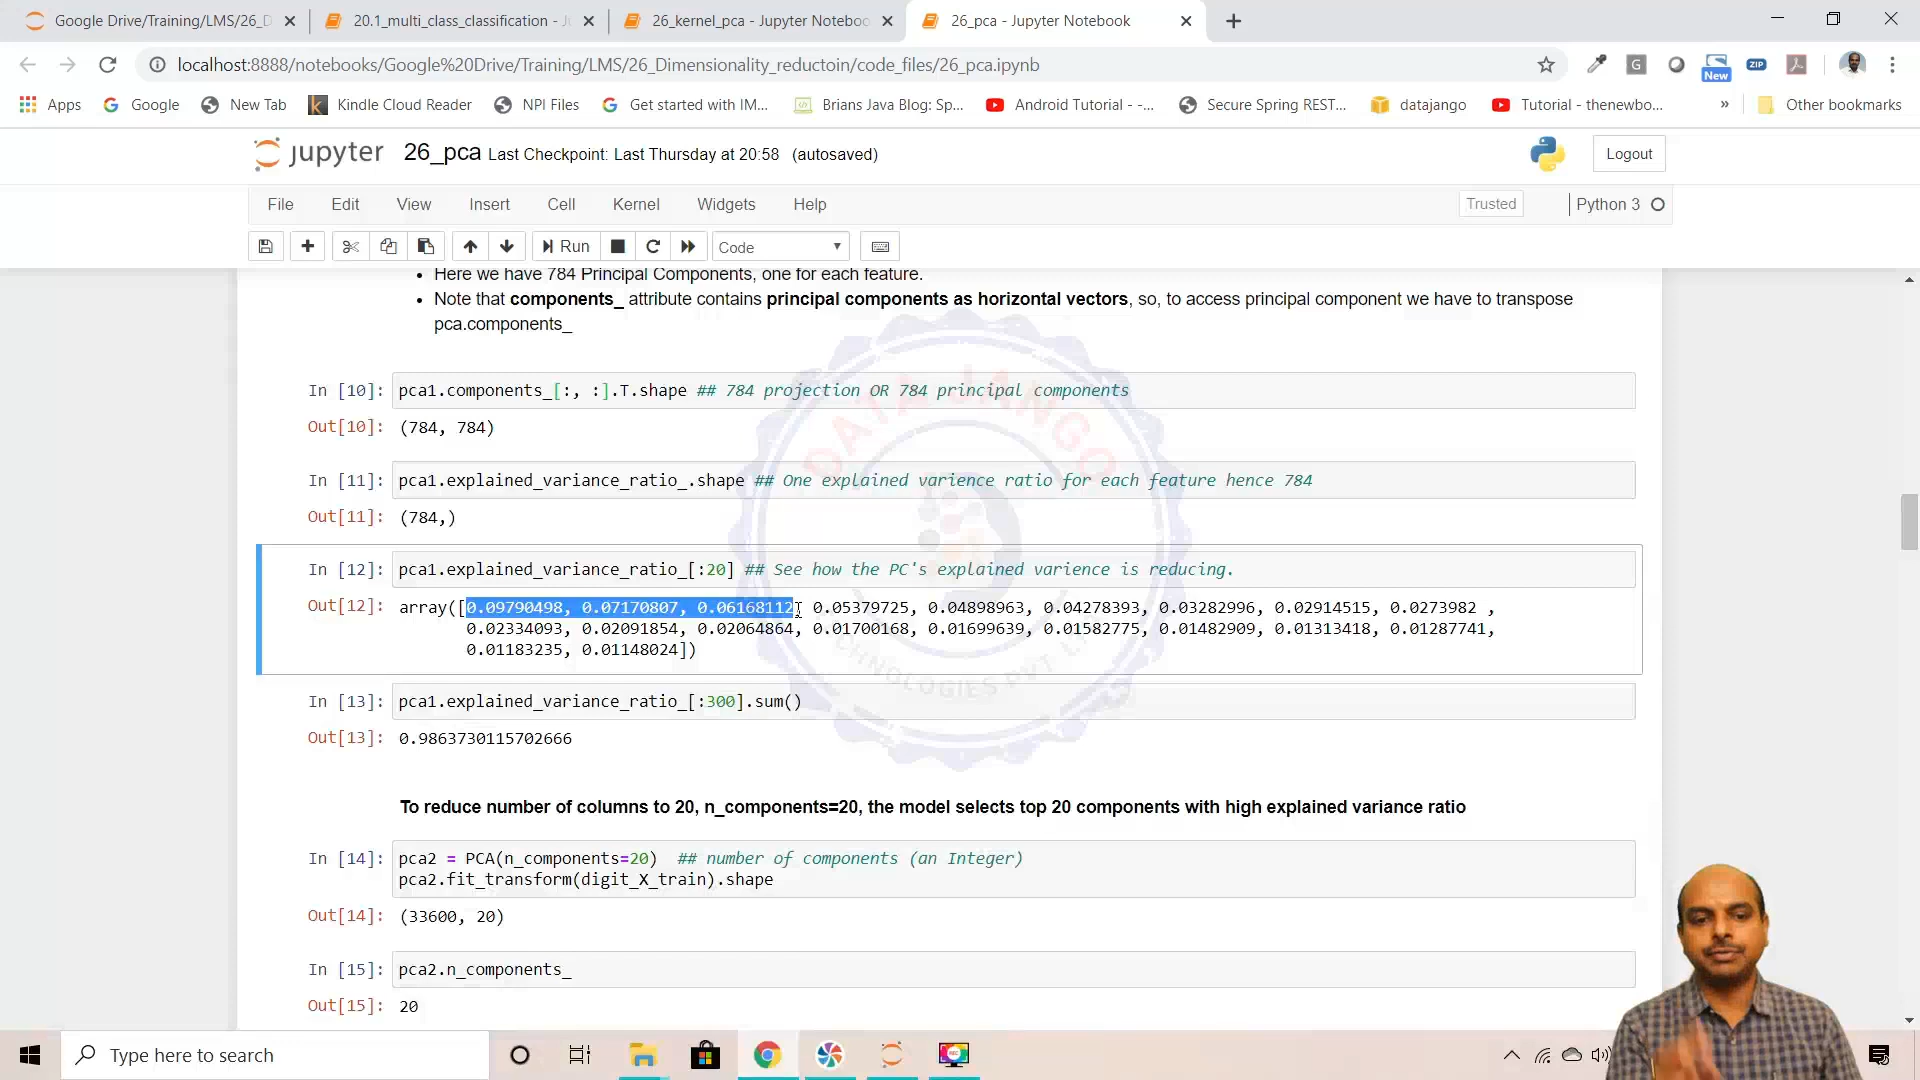 Google Drive/Training/LMS/26_D
20.1_multi_class_classification - J
26_kernel_pca - Jupyter Noteboo
26_pca - Jupyter Notebook
localhost:8888/notebooks/Google%20Drive/Training/LMS/26_Dimensionality_reductoin/code_files/26_pca.ipynb
New
ZIP
Apps
Google
New Tab
Kindle Cloud Reader
NPI Files
Get started with IM...
Brians Java Blog: Sp...
Android Tutorial - -...
Secure Spring REST...
datajango
Tutorial - thenewbo...
»
Other bookmarks
jupyter 26_pca Last Checkpoint: Last Thursday at 20:58 (autosaved)
Logout
File Edit View Insert Cell Kernel Widgets Help
Trusted
Python 3
Run
Code
• Here we have 784 Principal Components, one for each feature.
• Note that components_ attribute contains principal components as horizontal vectors, so, to access principal component we have to transpose
pca.components_
In [10]: pca1.components_[:, :].T.shape ## 784 projection OR 784 principal components
Out[10]: (784, 784)
In [11]: pca1.explained_variance_ratio_.shape ## One explained varience ratio for each feature hence 784
Out[11]: (784,)
In [12]: pca1.explained_variance_ratio_[:20] ## See how the PC's explained varience is reducing.
Out[12]: array([0.09790498, 0.07170807, 0.06168112, 0.05379725, 0.04898963, 0.04278393, 0.03282996, 0.02914515, 0.0273982 ,
0.02334093, 0.02091854, 0.02064864, 0.01700168, 0.01699639, 0.01582775, 0.01482909, 0.01313418, 0.01287741,
0.01183235, 0.01148024])
In [13]: pca1.explained_variance_ratio_[:300].sum()
Out[13]: 0.9863730115702666
To reduce number of columns to 20, n_components=20, the model selects top 20 components with high explained variance ratio
In [14]: pca2 = PCA(n_components=20)  ## number of components (an Integer)
pca2.fit_transform(digit_X_train).shape
Out[14]: (33600, 20)
In [15]: pca2.n_components_
Out[15]: 20
DATA JANGO
CHNOLOGIES PVT L
Type here to search